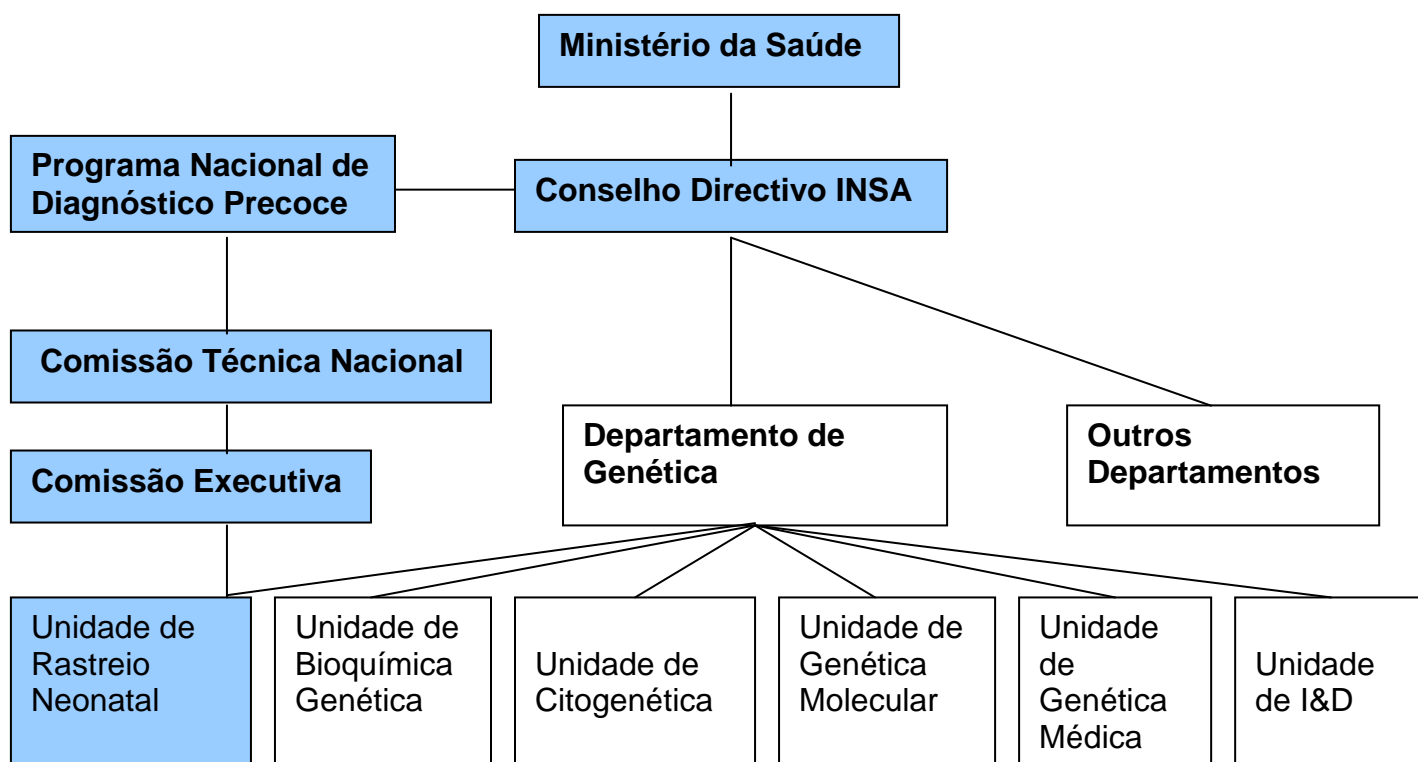 Ministério da Saúde
Programa Nacional de
Diagnóstico Precoce
Conselho Directivo INSA
Comissão Técnica Nacional
Comissão Executiva
Departamento de
Genética
Outros
Departamentos
Unidade de
Rastreio
Neonatal
Unidade de
Bioquímica
Genética
Unidade de
Citogenética
Unidade de
Genética
Molecular
Unidade
de
Genética
Médica
Unidade
de I&D